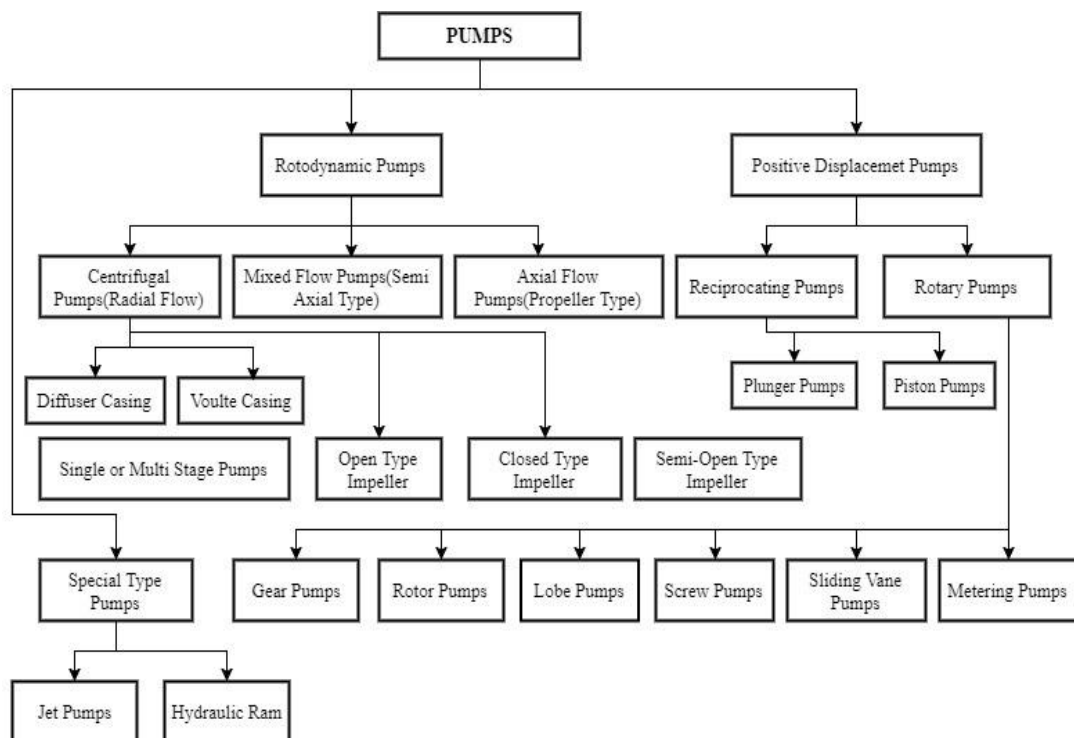 PUMPS
Rotodynamic Pumps
Positive Displacemet Pumps
Centrifugal
Pumps(Radial Flow)
Mixed Flow Pumps(Semi
Axial Type)
Axial Flow
Pumps(Propeller Type)
Reciprocating Pumps
Rotary Pumps
Diffuser Casing
Voulte Casing
Plunger Pumps
Piston Pumps
Single or Multi Stage Pumps
Open Type
Impeller
Closed Type
Impeller
Semi-Open Type
Impeller
Special Type
Pumps
Gear Pumps
Rotor Pumps
Lobe Pumps
Screw Pumps
Sliding Vane
Pumps
Metering Pumps
Jet Pumps
Hydraulic Ram